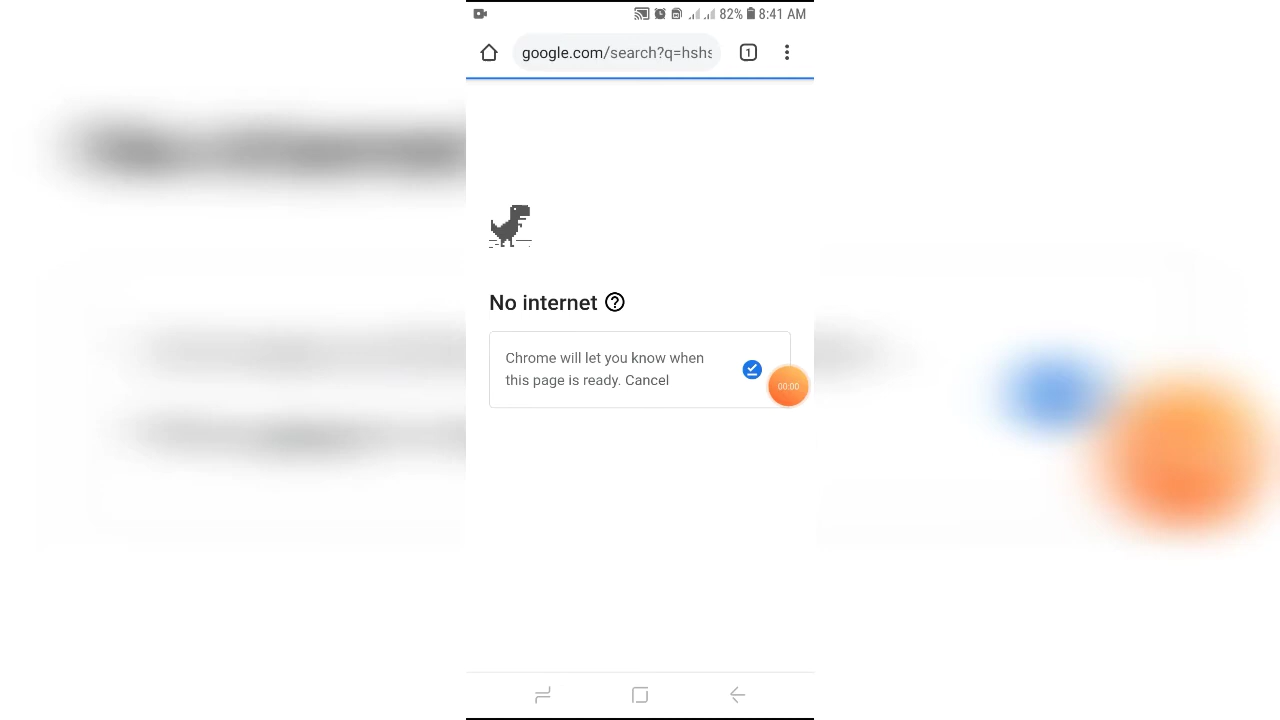 82% 8:41 AM
google.com/search?q=hshs
1
No internet
Chrome will let you know when
this page is ready. Cancel
00:00